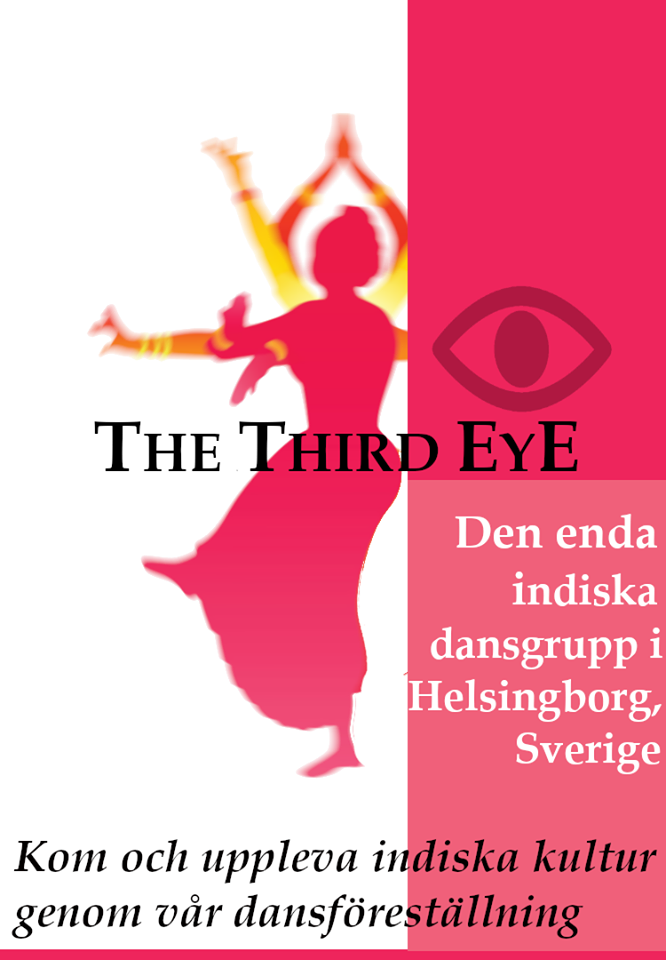 THE THIRD EYE
Den enda
indiska
dansgrupp i
Helsingborg,
Sverige
Kom och uppleva indiska kultur
genom vår dansföreställning